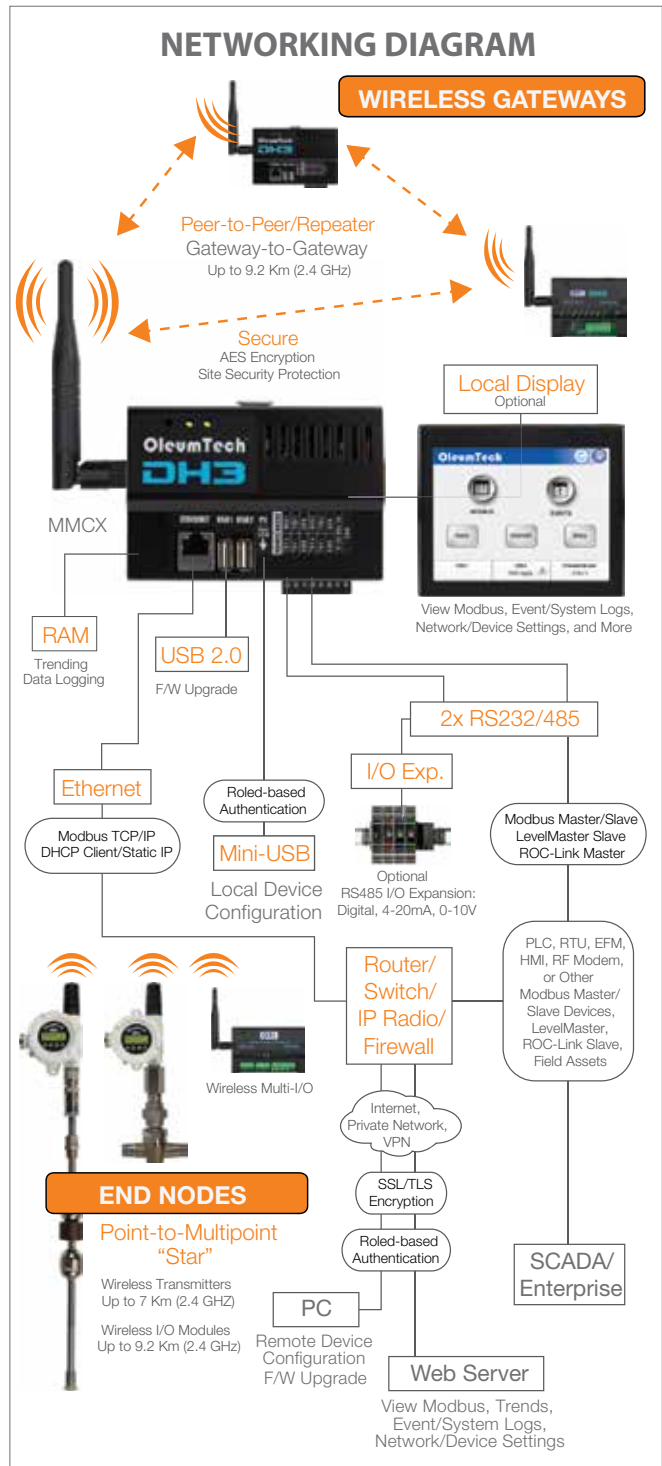 NETWORKING DIAGRAM
WIRELESS GATEWAYS
OleumTech
DH3
Peer-to-Peer/Repeater
Gateway-to-Gateway
Up to 9.2 Km (2.4 GHz)
Secure
AES Encryption
Site Security Protection
Local Display
Optional
OleumTech
DH3
OleumTech
MMCX
ETHERNET
USB1
USB2
View Modbus, Event/System Logs,
Network/Device Settings, and More
RAM
Trending
Data Logging
USB 2.0
F/W Upgrade
2x RS232/485
I/O Exp.
Ethernet
Roled-based
Authentication
Modbus TCP/IP
DHCP Client/Static IP
Mini-USB
Local Device
Configuration
Optional
RS485 I/O Expansion:
Digital, 4-20mA, 0-10V
Modbus Master/Slave
LevelMaster Slave
ROC-Link Master
PLC, RTU, EFM,
HMI, RF Modem,
or Other
Modbus Master/
Slave Devices,
LevelMaster,
ROC-Link Slave,
Field Assets
Router/
Switch/
IP Radio/
Firewall
Wireless Multi-I/O
Internet,
Private Network,
VPN
END NODES
SSL/TLS
Encryption
Point-to-Multipoint
“Star”
Roled-based
Authentication
Wireless Transmitters
Up to 7 Km (2.4 GHZ)
Wireless I/O Modules
Up to 9.2 Km (2.4 GHz)
SCADA/
Enterprise
PC
Remote Device
Configuration
F/W Upgrade
Web Server
View Modbus, Trends,
Event/System Logs,
Network/Device Settings